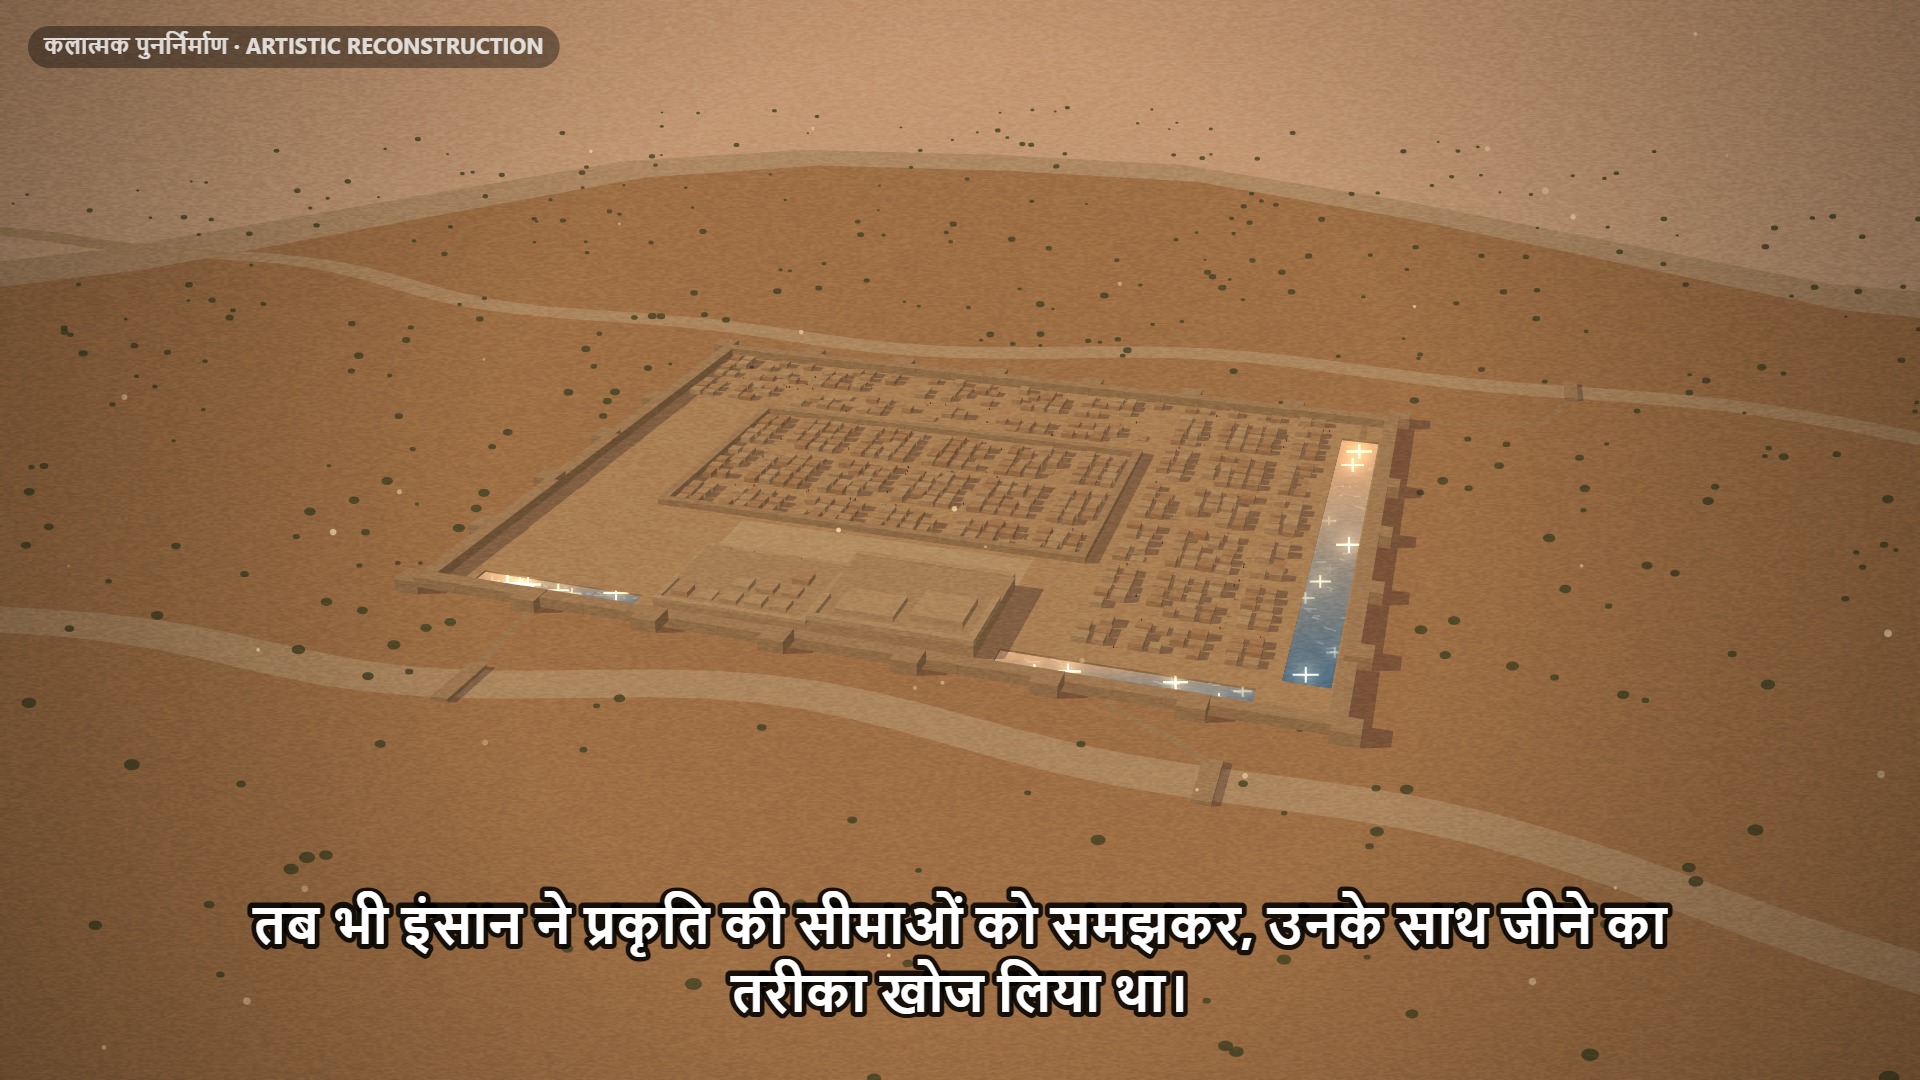 कलात्मक पुनर्निर्माण · ARTISTIC RECONSTRUCTION
तब भी इंसान ने प्रकृति की सीमाओं को समझकर, उनके साथ जीने का
तरीका खोज लिया था।